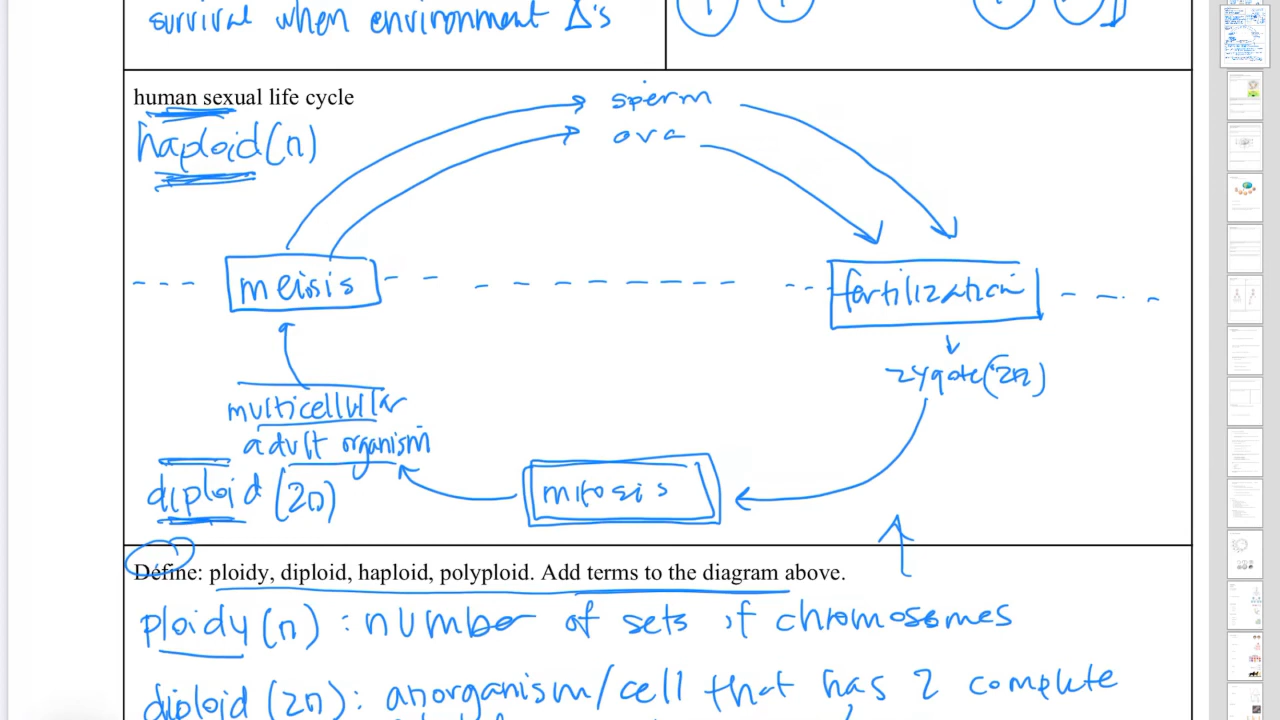 survival when environment Δ's
human sexual life cycle
haploid (n)
sperm
ova
meiosis
fertilization
zygote (2n)
multicellular
adult organism
diploid (2n)
mitosis
Define: ploidy, diploid, haploid, polyploid. Add terms to the diagram above.
ploidy (n) : number of sets of chromosomes
diploid (2n) : an organism/cell that has 2 complete